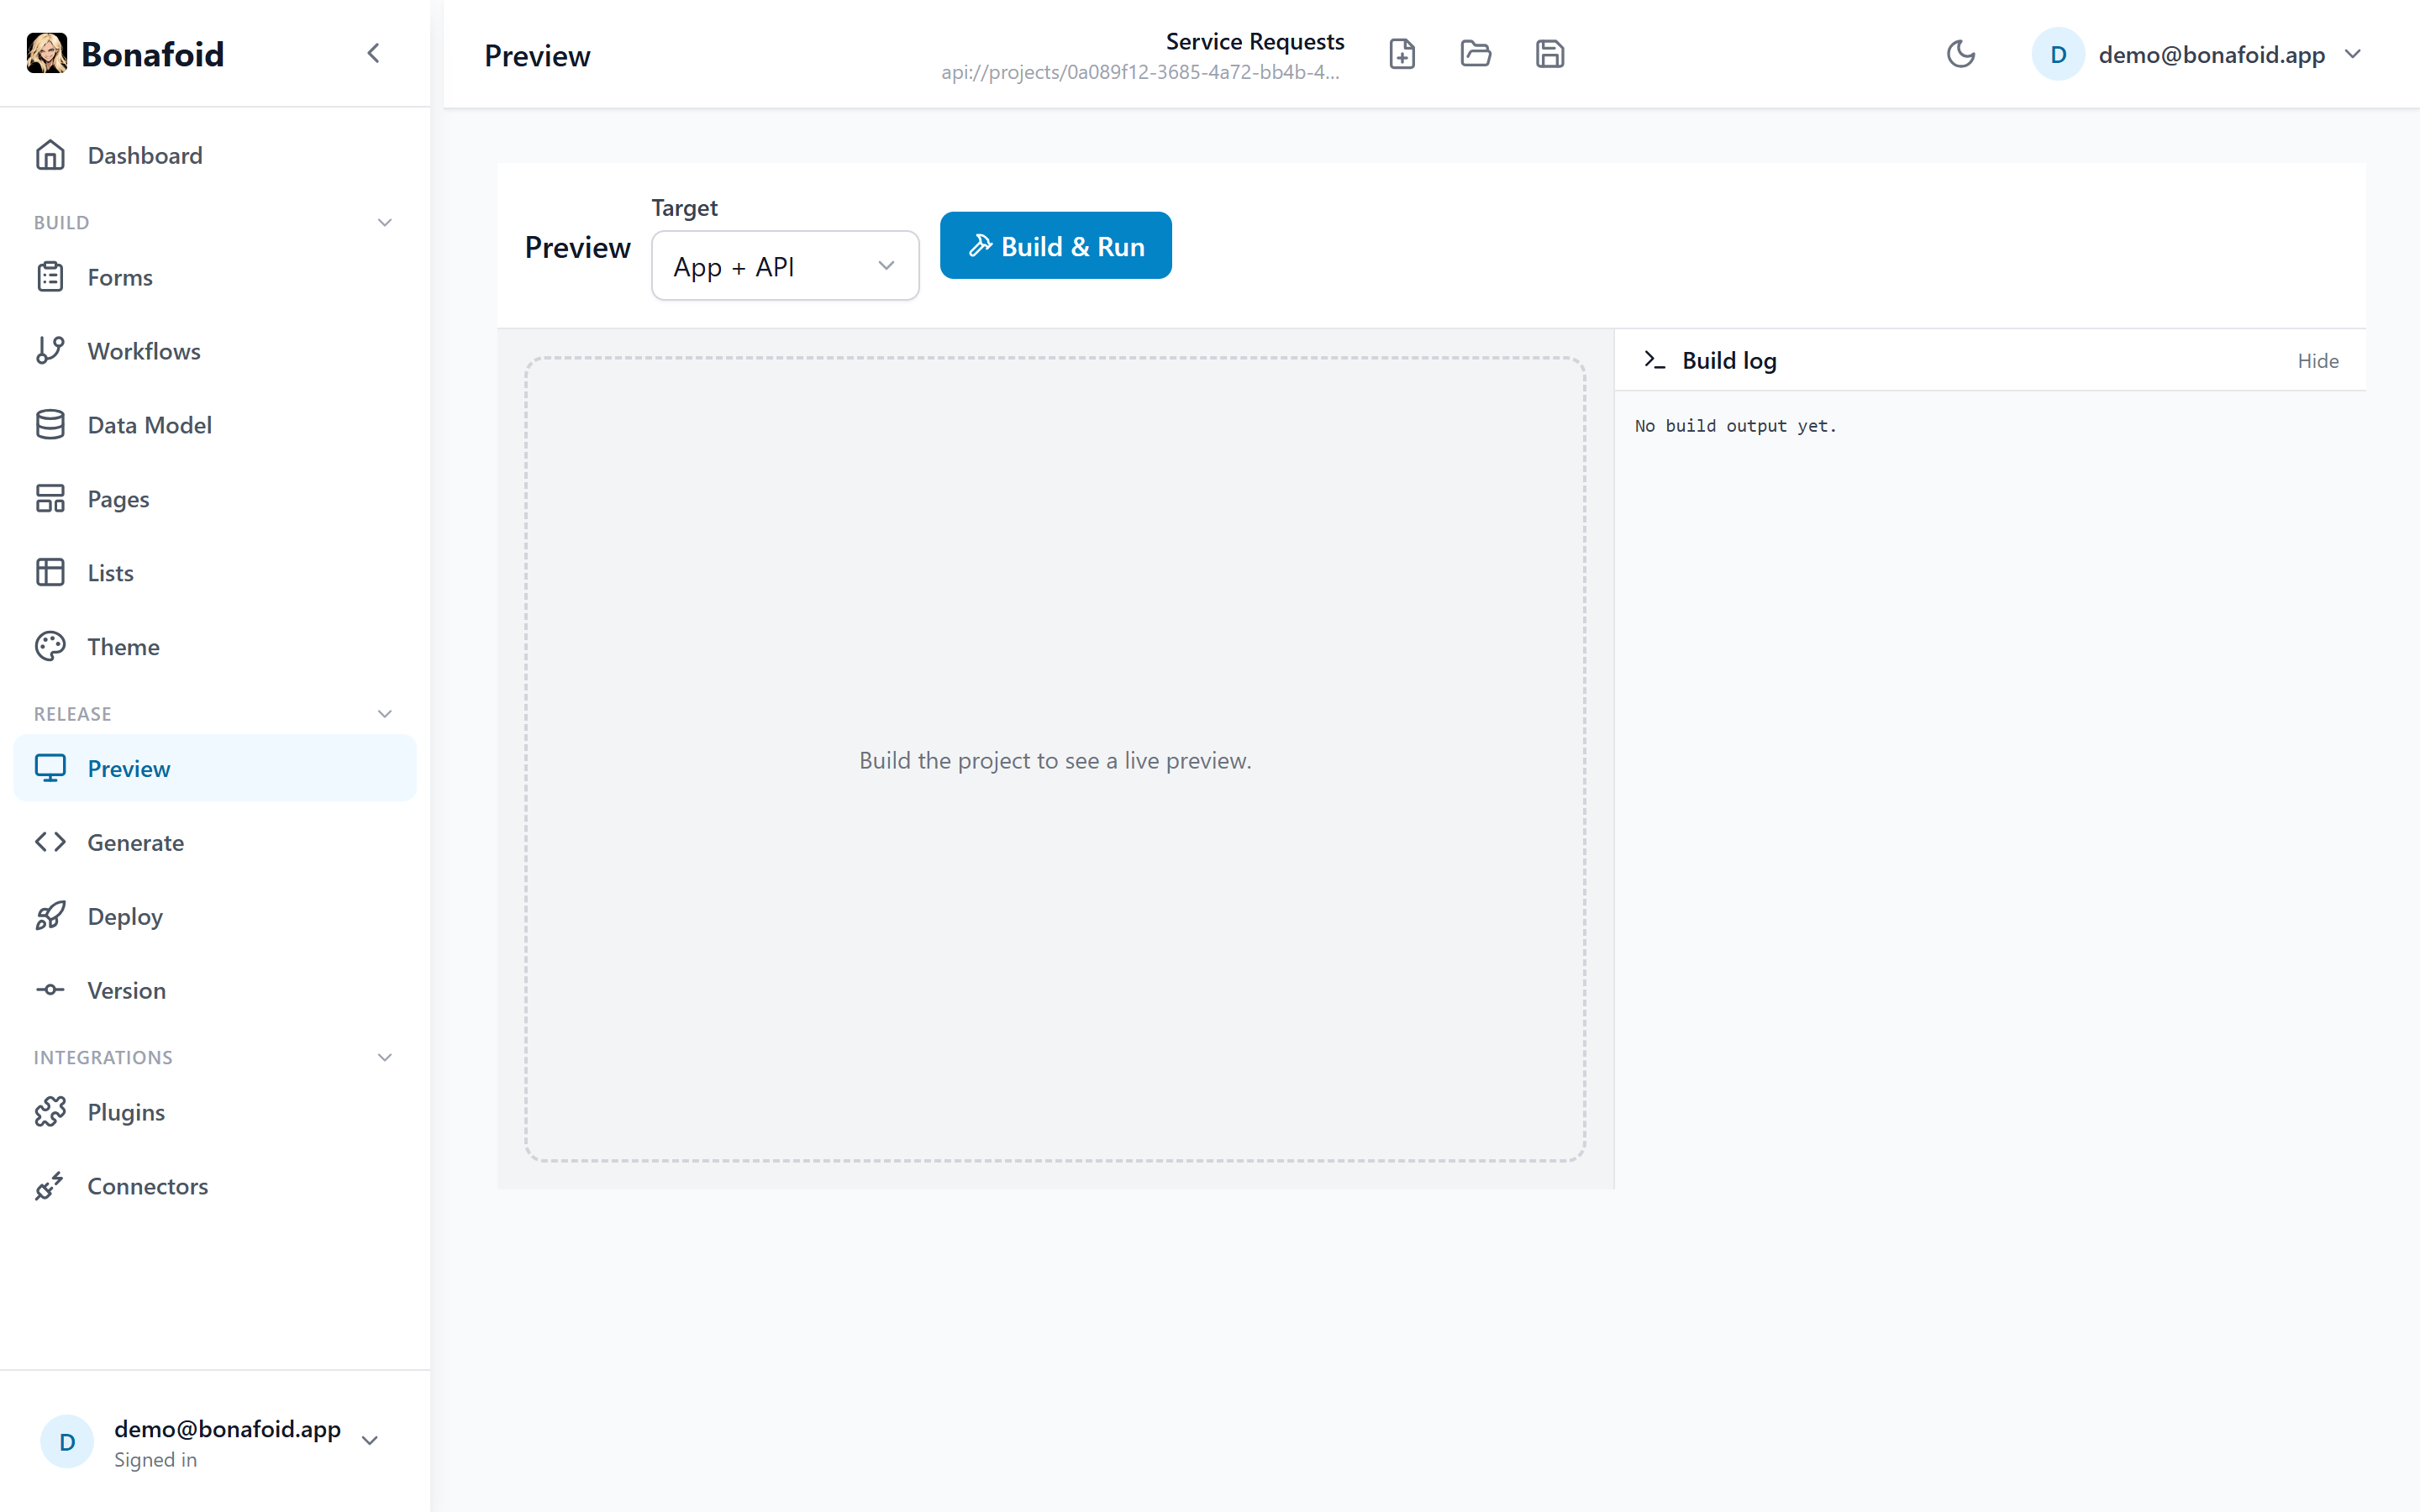 Bonafoid
Dashboard
BUILD
Forms
Workflows
Data Model
Pages
Lists
Theme
RELEASE
Preview
Generate
Deploy
Version
INTEGRATIONS
Plugins
Connectors
D
demo@bonafoid.app
Signed in
Preview
Service Requests
api://projects/0a089f12-3685-4a72-bb4b-4...
D
demo@bonafoid.app
Preview
Target
App + API
Build & Run
Build the project to see a live preview.
Build log
Hide
No build output yet.